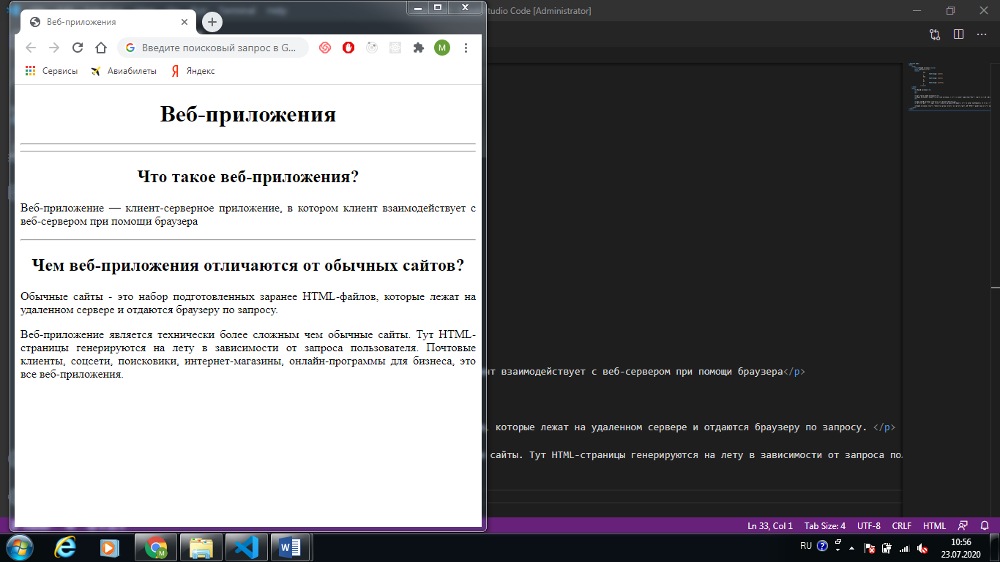 tudio Code [Administrator]
Веб-приложения
Введите поисковый запрос в G...
M
Сервисы
Авиабилеты
Яндекс
Веб-приложения
Что такое веб-приложения?
Веб-приложение — клиент-серверное приложение, в котором клиент взаимодействует с
веб-сервером при помощи браузера
Чем веб-приложения отличаются от обычных сайтов?
Обычные сайты - это набор подготовленных заранее HTML-файлов, которые лежат на
удаленном сервере и отдаются браузеру по запросу.
Веб-приложение является технически более сложным чем обычные сайты. Тут HTML-
страницы генерируются на лету в зависимости от запроса пользователя. Почтовые
клиенты, соцсети, поисковики, интернет-магазины, онлайн-программы для бизнеса, это
все веб-приложения.
нт взаимодействует с веб-сервером при помощи браузера</p>
, которые лежат на удаленном сервере и отдаются браузеру по запросу. </p>
сайты. Тут HTML-страницы генерируются на лету в зависимости от запроса пол
Ln 33, Col 1
Tab Size: 4
UTF-8
CRLF
HTML
RU
10:56
23.07.2020